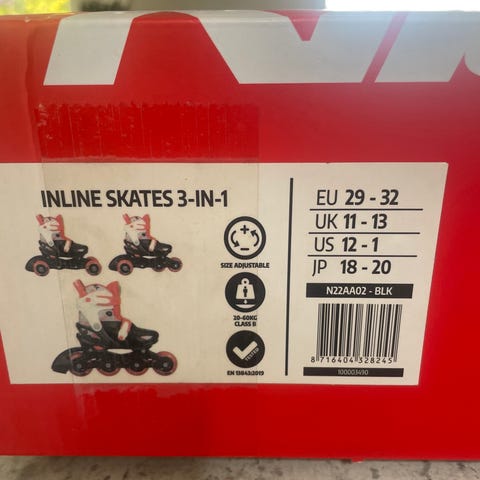 INLINE SKATES 3-IN-1
SIZE ADJUSTABLE
20-60KG
CLASS B
EN 13843:2019
EU 29 - 32
UK 11 - 13
US 12 - 1
JP 18 - 20
N22AA02 - BLK
8 716404 328245
100003490